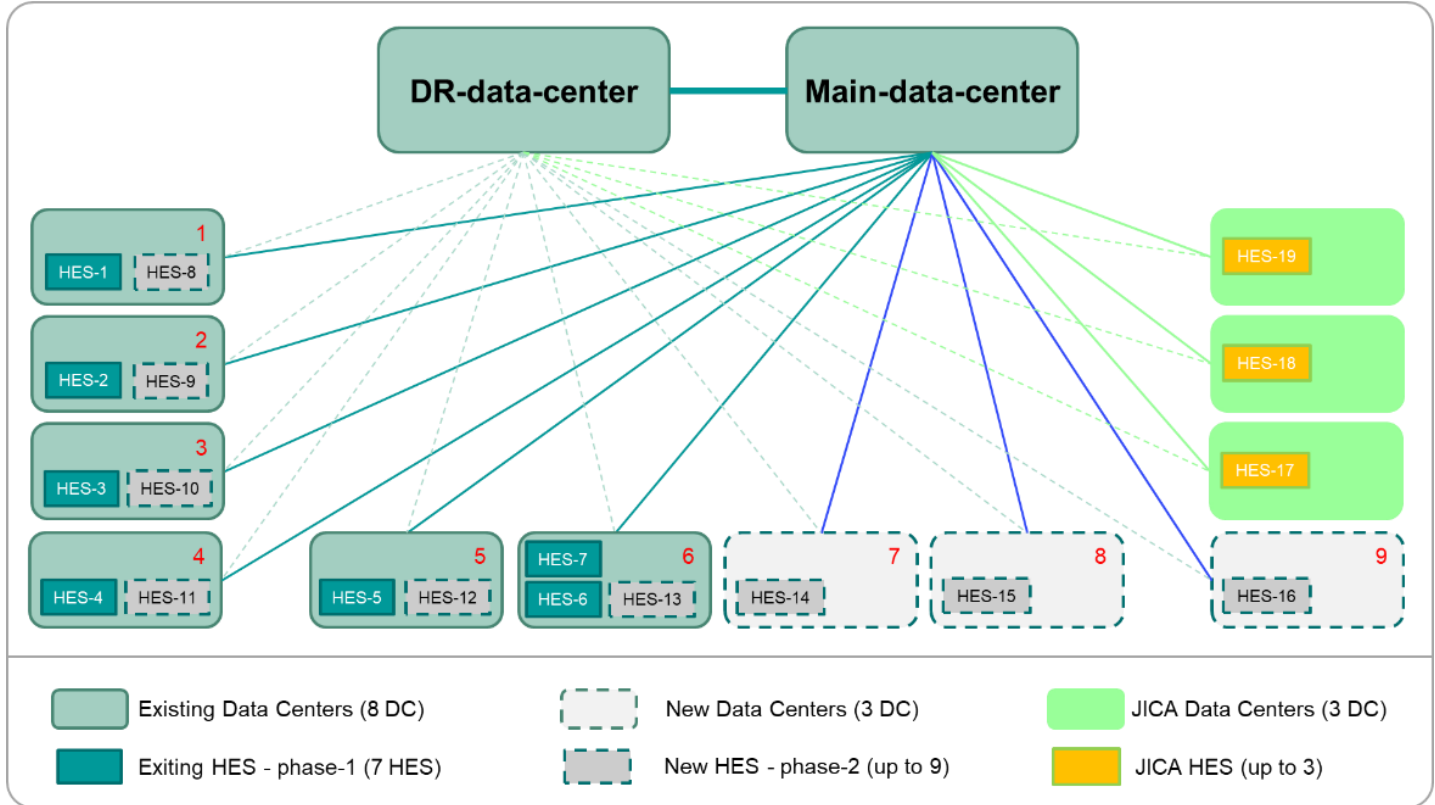 DR-data-center
Main-data-center
1
HES-1
HES-8
2
HES-2
HES-9
3
HES-3
HES-10
4
HES-4
HES-11
5
HES-5
HES-12
6
HES-7
HES-6
HES-13
7
HES-14
8
HES-15
9
HES-16
HES-19
HES-18
HES-17
Existing Data Centers (8 DC)
New Data Centers (3 DC)
JICA Data Centers (3 DC)
Exiting HES - phase-1 (7 HES)
New HES - phase-2 (up to 9)
JICA HES (up to 3)